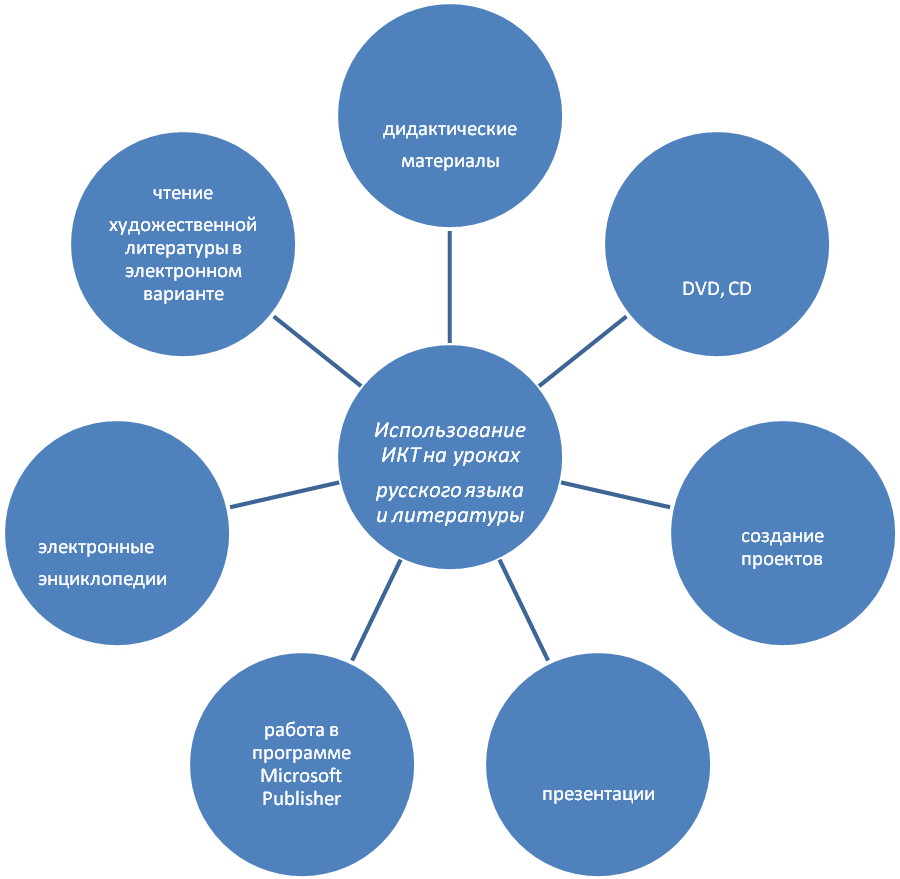 дидактические
материалы
DVD, CD
создание
проектов
презентации
работа в
программе
Microsoft
Publisher
электронные
энциклопедии
чтение
художественной
литературы в
электронном
варианте
Использование
ИКТ на уроках
русского языка
и литературы